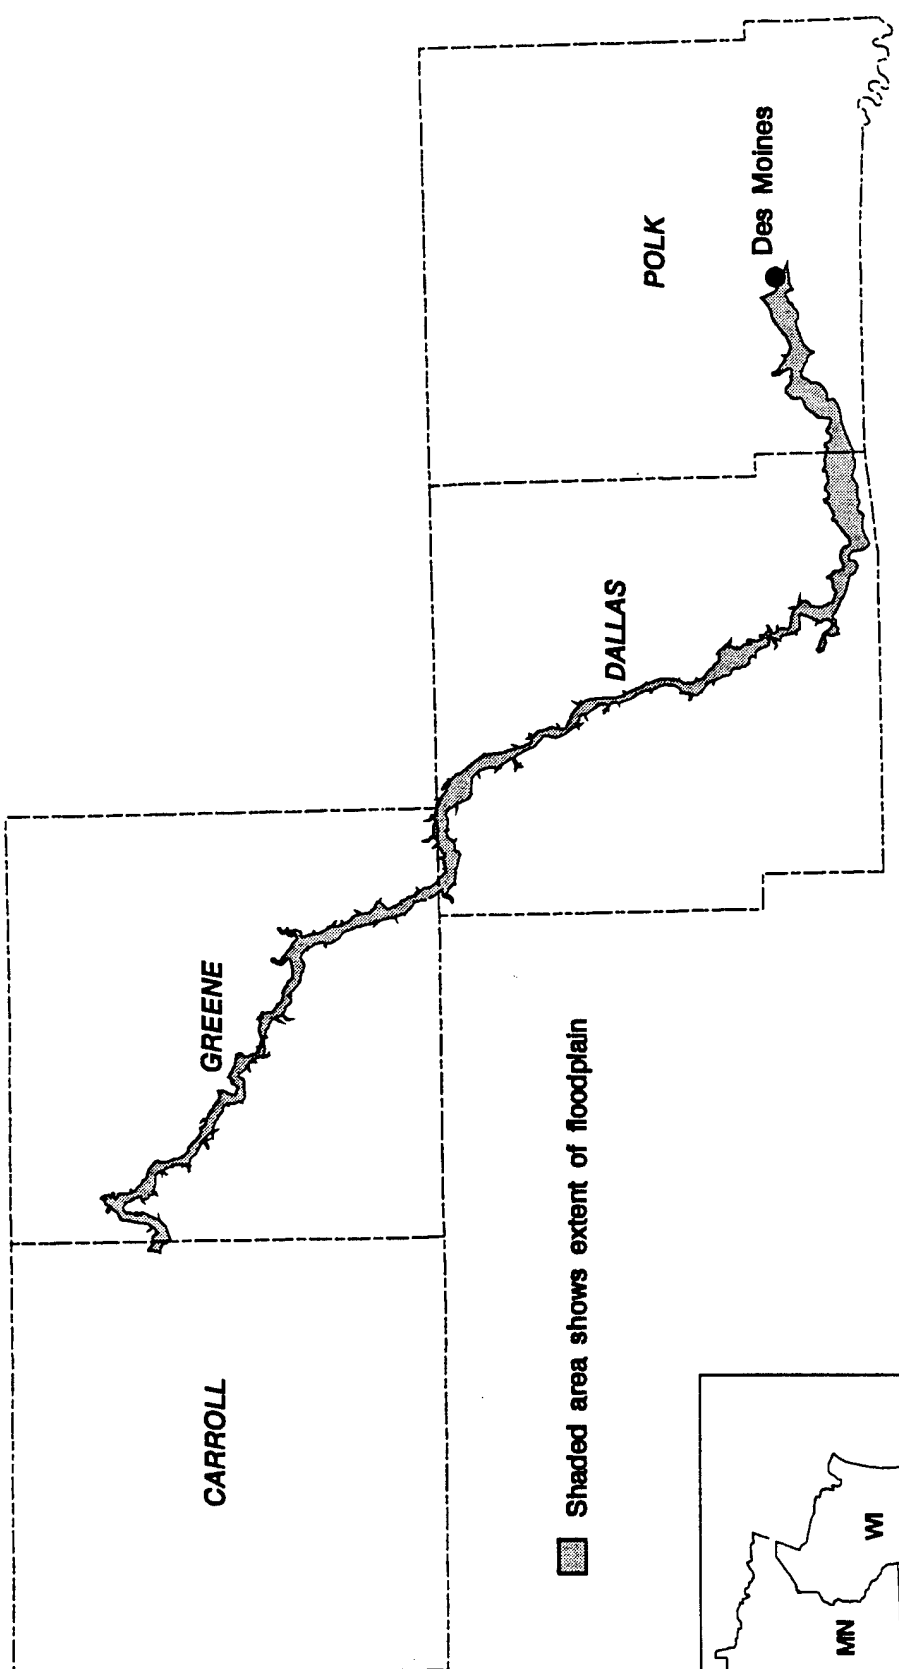 CARROLL
GREENE
DALLAS
POLK
Des Moines
Shaded area shows extent of floodplain
MN
WI